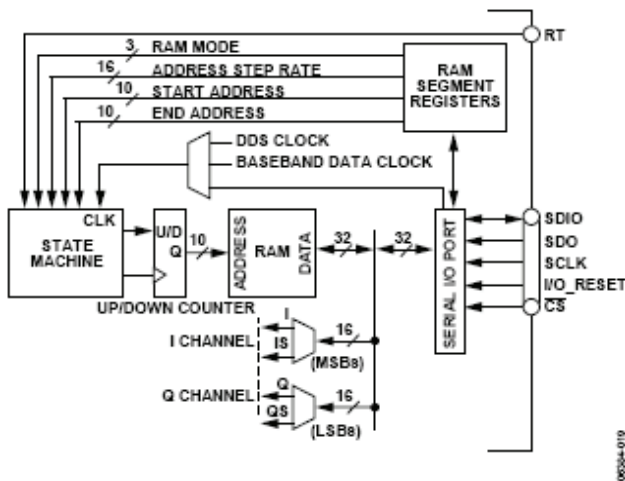 RT
3 RAM MODE
16 ADDRESS STEP RATE
10 START ADDRESS
10 END ADDRESS
RAM
SEGMENT
REGISTERS
DDS CLOCK
BASEBAND DATA CLOCK
CLK
STATE
MACHINE
U/D
Q
10
ADDRESS
RAM
DATA
32
32
SERIAL I/O PORT
SDIO
SDO
SCLK
I/O_RESET
CS
UP/DOWN COUNTER
I CHANNEL
I
IS
16
(MSBs)
Q CHANNEL
Q
QS
16
(LSBs)
06384-019